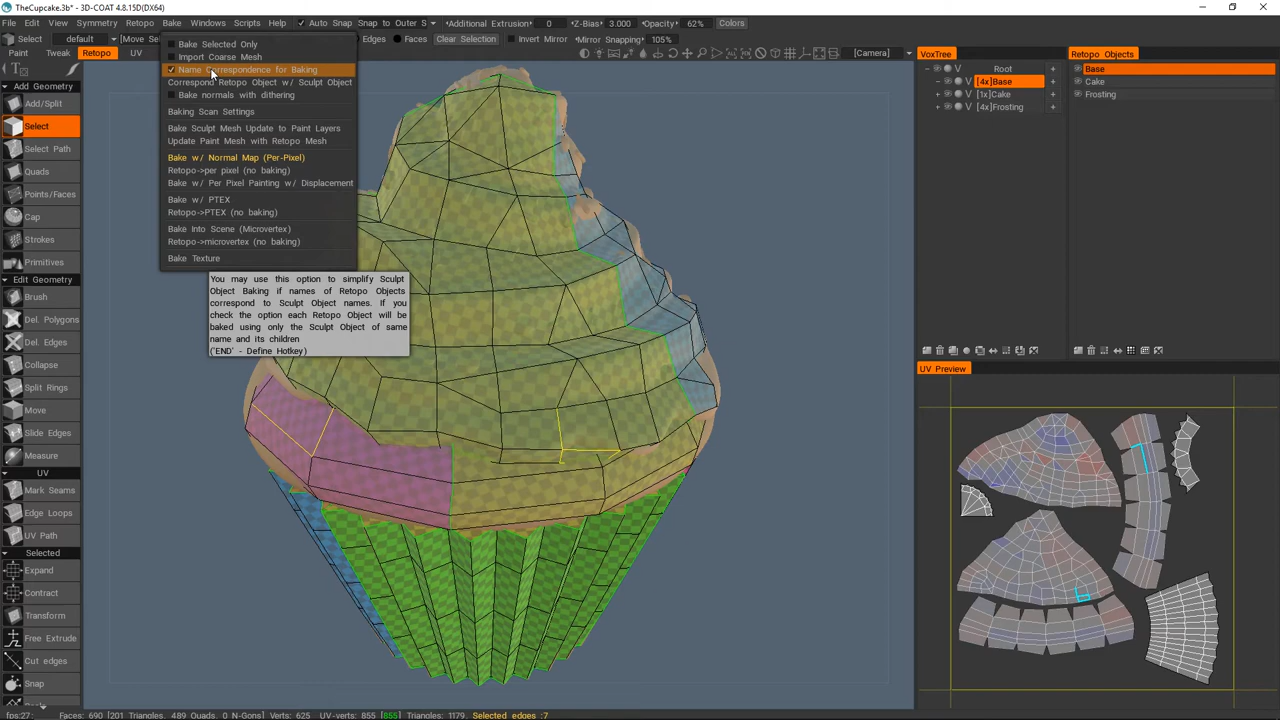 TheCupcake.3b* - 3D-COAT 4.8.15D(DX64)
File Edit View Symmetry Retopo Bake Windows Scripts Help Auto Snap Snap to Outer S Additional Extrusion 0 Z-Bias 3.000 Opacity 62% Colors
Select default Edges Faces Clear Selection Invert Mirror Snapping 105% [Camera]
Paint Tweak Retopo UV
Add Geometry
Add/Split
Select
Select Path
Quads
Points/Faces
Cap
Strokes
Primitives
Edit Geometry
Brush
Del. Polygons
Del. Edges
Collapse
Split Rings
Move
Slide Edges
Measure
UV
Mark Seams
Edge Loops
UV Path
Selected
Expand
Contract
Transform
Free Extrude
Cut edges
Snap
Bake Selected Only
Import Coarse Mesh
Name Correspondence for Baking
Correspond Retopo Object w/ Sculpt Object
Bake normals with dithering
Baking Scan Settings
Bake Sculpt Mesh Update to Paint Layers
Update Paint Mesh with Retopo Mesh
Bake w/ Normal Map (Per-Pixel)
Retopo->per pixel (no baking)
Bake w/ Per Pixel Painting w/ Displacement
Bake w/ PTEX
Retopo->PTEX (no baking)
Bake Into Scene (Microvertex)
Retopo->microvertex (no baking)
Bake Texture
You may use this option to simplify Sculpt
Object Baking if names of Retopo Objects
correspond to Sculpt Object names. If you
check the option each Retopo Object will be
baked using only the Sculpt Object of same
name and its children
('END' - Define Hotkey)
VoxTree
Root
V [4x]Base
V [1x]Cake
V [4x]Frosting
Retopo Objects
Base
Cake
Frosting
UV Preview
fps:27; Faces: 690 [201 Triangles, 489 Quads, 0 N-Gons] Verts: 625 UV-verts: 855 [855] Triangles: 1179. Selected edges :7